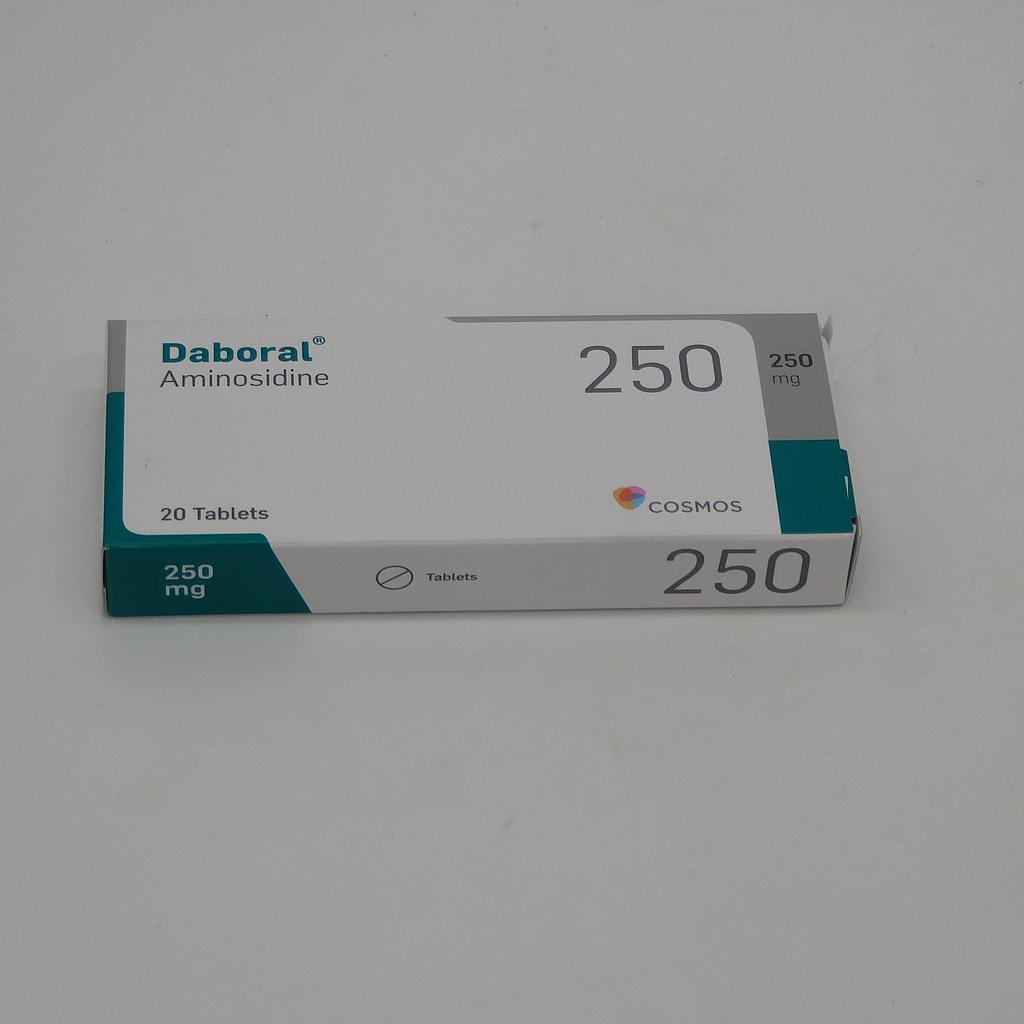 Daboral®
Aminosidine
250
250
mg
20 Tablets
COSMOS
250
mg
Tablets
250